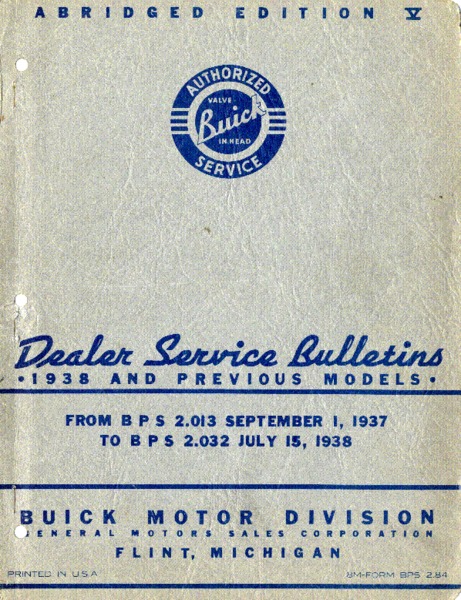 ABRIDGED EDITION V
AUTHORIZED
VALVE
Buick
IN HEAD
SERVICE
Dealer Service Bulletins
• 1938 AND PREVIOUS MODELS •
FROM B P S 2.013 SEPTEMBER 1, 1937
TO B P S 2.032 JULY 15, 1938
BUICK MOTOR DIVISION
GENERAL MOTORS SALES CORPORATION
FLINT, MICHIGAN
PRINTED IN U.S.A. 8M-FORM BPS 2.84